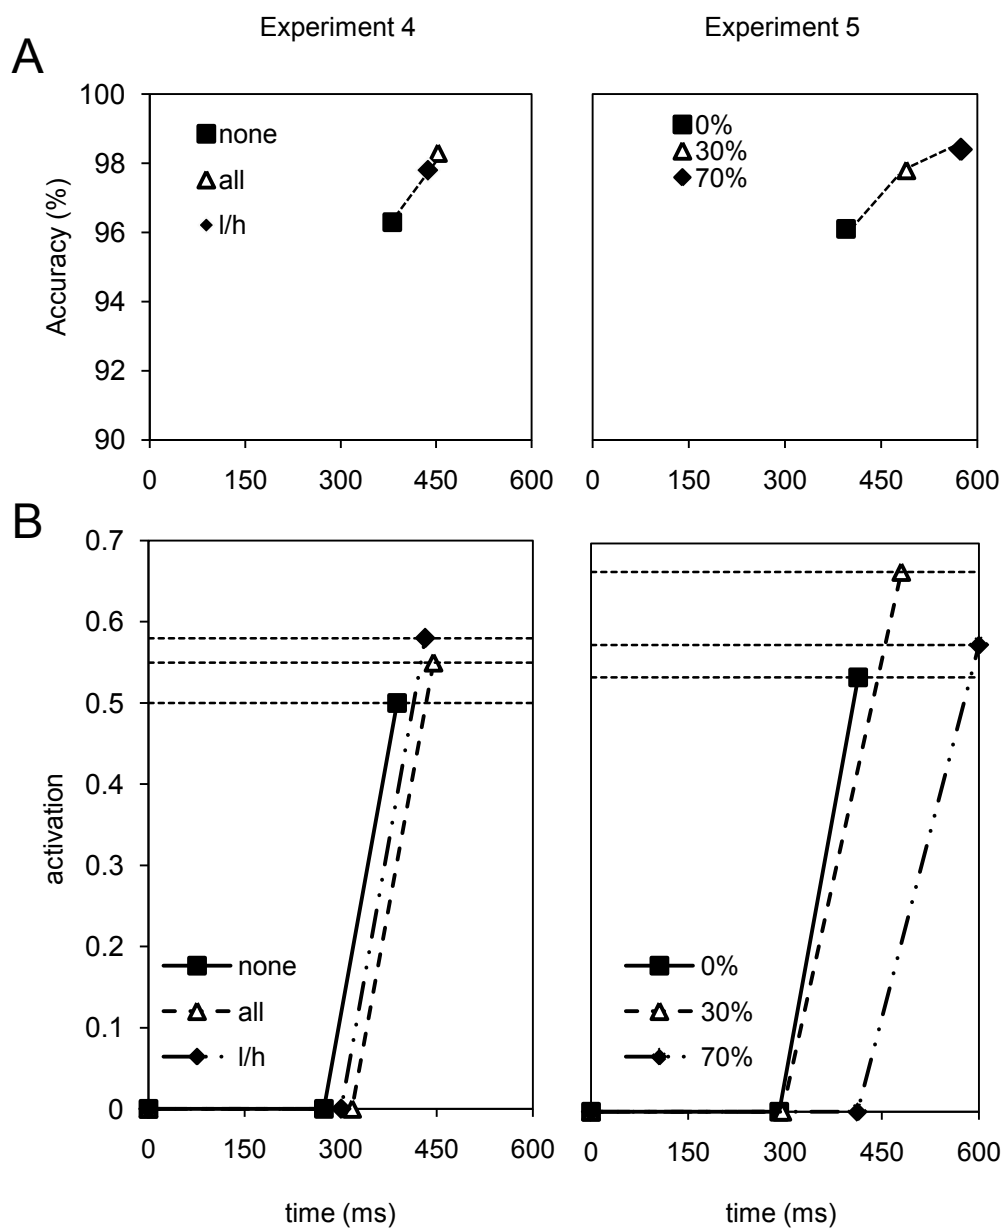 Experiment 4
Experiment 5
A
100
98
96
94
92
90
Accuracy (%)
none
all
l/h
0 150 300 450 600
0%
30%
70%
0 150 300 450 600
B
0.7
0.6
0.5
0.4
0.3
0.2
0.1
0
activation
none
all
l/h
0 150 300 450 600
time (ms)
0%
30%
70%
0 150 300 450 600
time (ms)